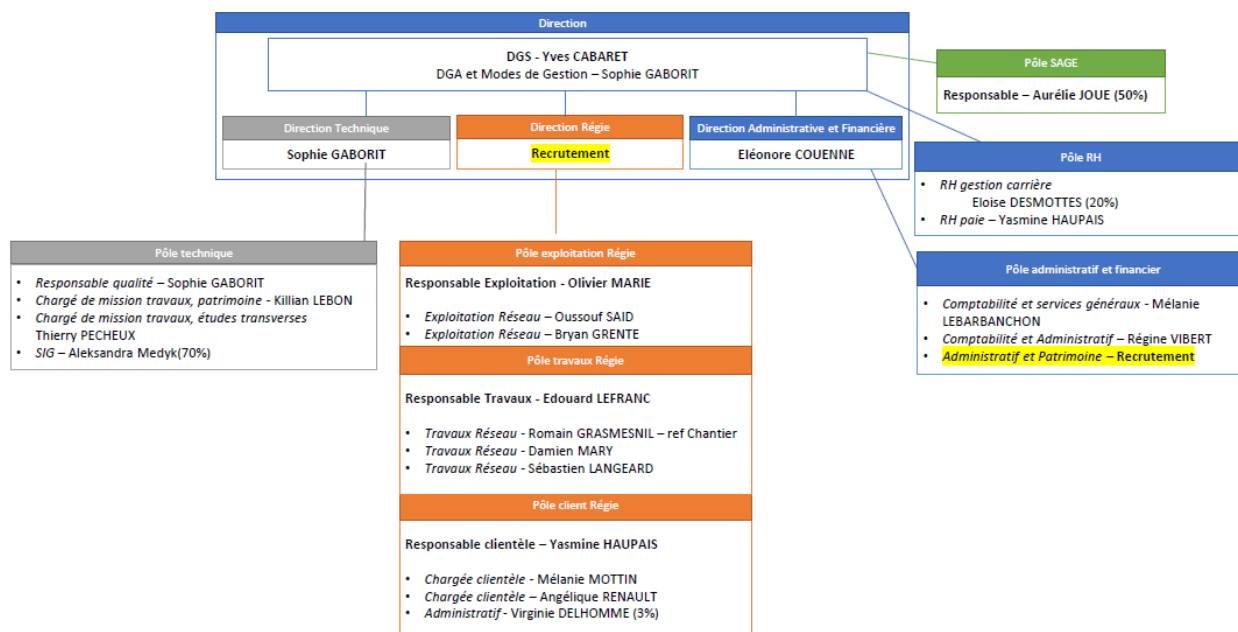 Direction
DGS - Yves CABARET
DGA et Modes de Gestion – Sophie GABORIT
Pôle SAGE
Responsable – Aurélie JOUE (50%)
Direction Technique
Sophie GABORIT
Direction Régie
Recrutement
Direction Administrative et Financière
Eléonore COUENNE
Pôle RH
• RH gestion carrière
Eloise DESMOTTES (20%)
• RH paie – Yasmine HAUPAIS
Pôle technique
• Responsable qualité – Sophie GABORIT
• Chargé de mission travaux, patrimoine - Killian LEBON
• Chargé de mission travaux, études transverses
Thierry PECHEUX
• SIG – Aleksandra Medyk(70%)
Pôle exploitation Régie
Responsable Exploitation - Olivier MARIE
• Exploitation Réseau – Oussouf SAID
• Exploitation Réseau – Bryan GRENTE
Pôle travaux Régie
Responsable Travaux - Edouard LEFRANC
• Travaux Réseau - Romain GRASMESNIL – ref Chantier
• Travaux Réseau - Damien MARY
• Travaux Réseau - Sébastien LANGEARD
Pôle client Régie
Responsable clientèle – Yasmine HAUPAIS
• Chargée clientèle - Mélanie MOTTIN
• Chargée clientèle – Angélique RENAULT
• Administratif - Virginie DELHOMME (3%)
Pôle administratif et financier
• Comptabilité et services généraux - Mélanie
LEBARBANCHON
• Comptabilité et Administratif – Régine VIBERT
• Administratif et Patrimoine – Recrutement